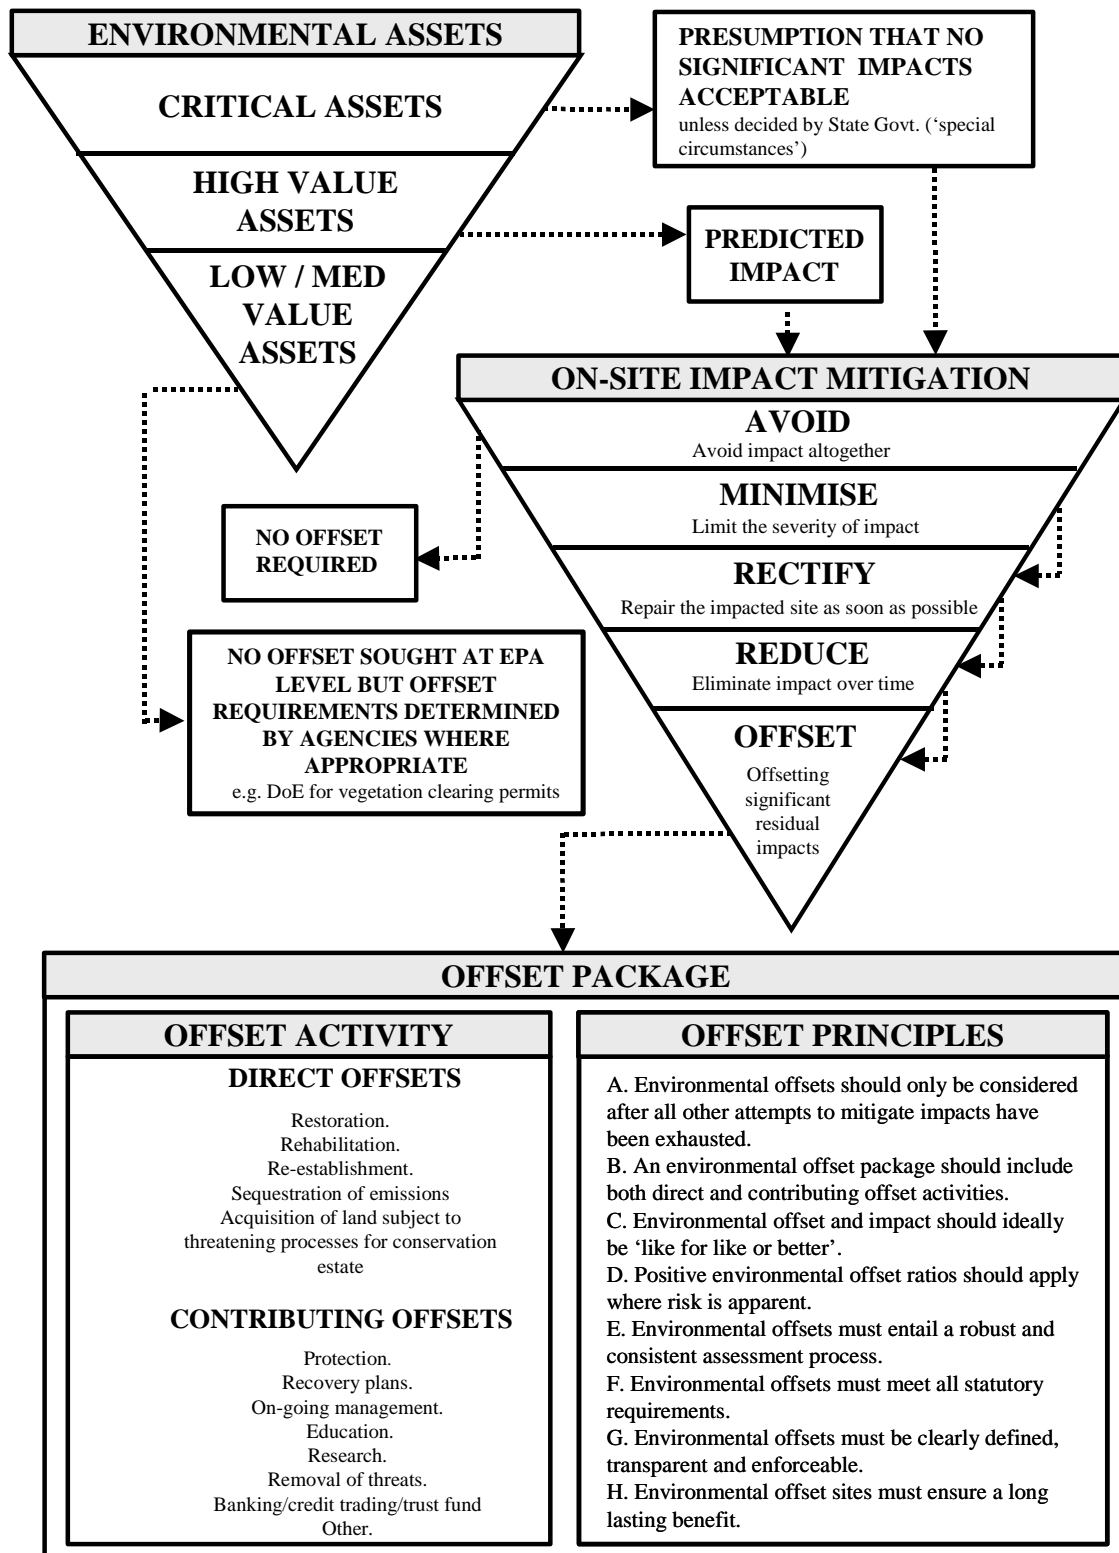 ENVIRONMENTAL ASSETS
CRITICAL ASSETS
HIGH VALUE
ASSETS
LOW / MED
VALUE
ASSETS
PRESUMPTION THAT NO
SIGNIFICANT IMPACTS
ACCEPTABLE
unless decided by State Govt. (‘special
circumstances’)
PREDICTED
IMPACT
ON-SITE IMPACT MITIGATION
AVOID
Avoid impact altogether
MINIMISE
Limit the severity of impact
RECTIFY
Repair the impacted site as soon as possible
REDUCE
Eliminate impact over time
OFFSET
Offsetting
significant
residual
impacts
NO OFFSET
REQUIRED
NO OFFSET SOUGHT AT EPA
LEVEL BUT OFFSET
REQUIREMENTS DETERMINED
BY AGENCIES WHERE
APPROPRIATE
e.g. DoE for vegetation clearing permits
OFFSET PACKAGE
OFFSET ACTIVITY
DIRECT OFFSETS
Restoration.
Rehabilitation.
Re-establishment.
Sequestration of emissions
Acquisition of land subject to
threatening processes for conservation
estate
CONTRIBUTING OFFSETS
Protection.
Recovery plans.
On-going management.
Education.
Research.
Removal of threats.
Banking/credit trading/trust fund
Other.
OFFSET PRINCIPLES
A. Environmental offsets should only be considered
after all other attempts to mitigate impacts have
been exhausted.
B. An environmental offset package should include
both direct and contributing offset activities.
C. Environmental offset and impact should ideally
be ‘like for like or better’.
D. Positive environmental offset ratios should apply
where risk is apparent.
E. Environmental offsets must entail a robust and
consistent assessment process.
F. Environmental offsets must meet all statutory
requirements.
G. Environmental offsets must be clearly defined,
transparent and enforceable.
H. Environmental offset sites must ensure a long
lasting benefit.